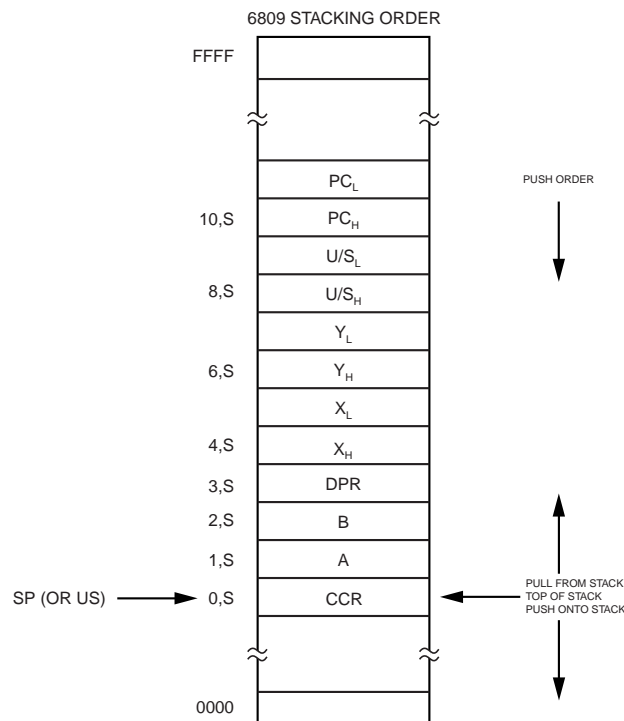 6809 STACKING ORDER
FFFF
PCL
PUSH ORDER
10,S
PCH
U/SL
8,S
U/SH
YL
6,S
YH
XL
4,S
XH
3,S
DPR
2,S
B
1,S
A
PULL FROM STACK
SP (OR US)
0,S
CCR
TOP OF STACK
PUSH ONTO STACK
0000